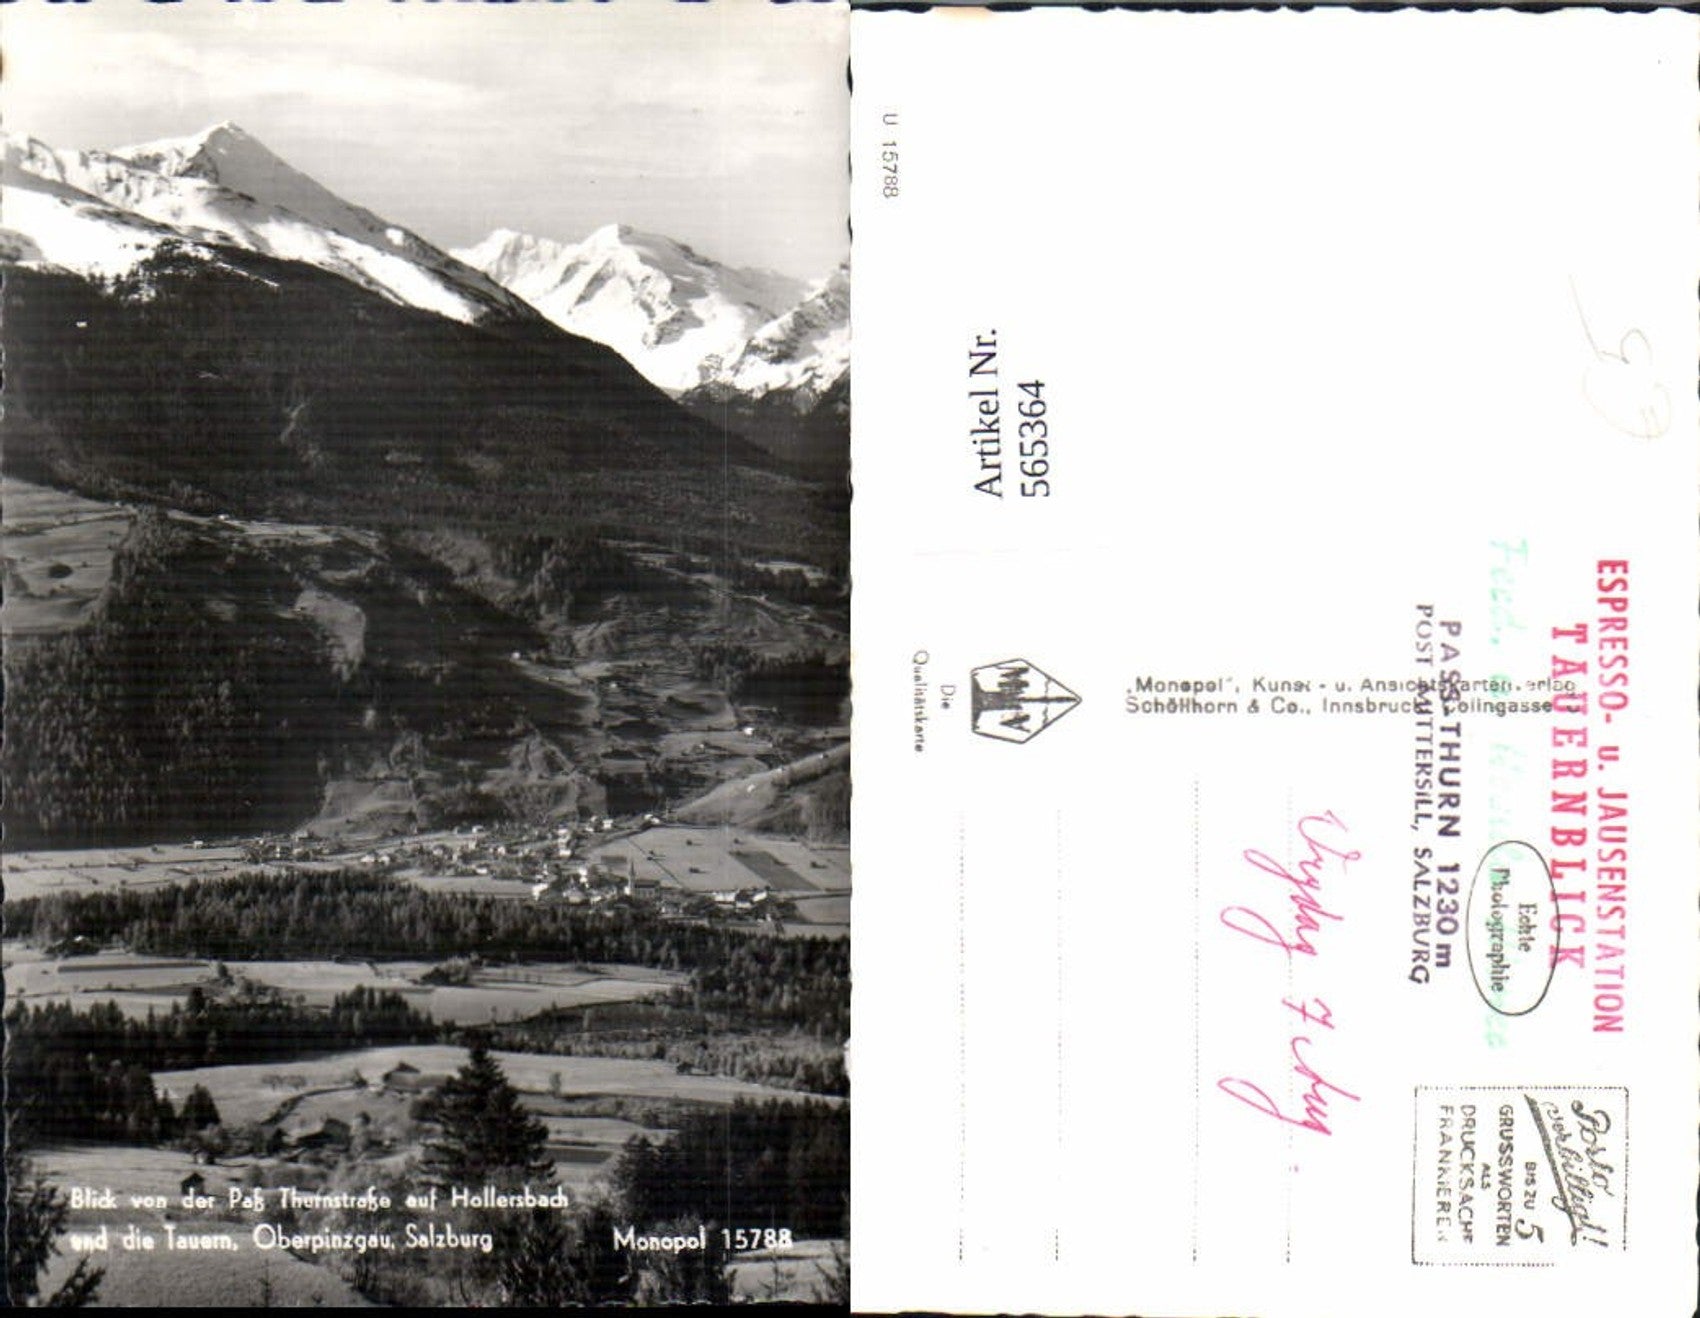 Blick von der Paß Thurnstraße auf Hollersbach
und die Tauern, Oberpinzgau, Salzburg
Monopol 15788
U 15788
Artikel Nr.
565364
Die
Qualitätskarte
„Monopol", Kunst - u. Ansichtskartenverlag
Schöllhorn & Co., Innsbruck
ESPRESSO- u. JAUSENSTATION
TAUERNBLICK
PASS-THURN 1230 m
POST MITTERSILL, SALZBURG
Echte
Photographie
Porto
verbilligt!
BIS ZU 5
GRUSSWORTEN
ALS
DRUCKSACHE
FRANKIEREN